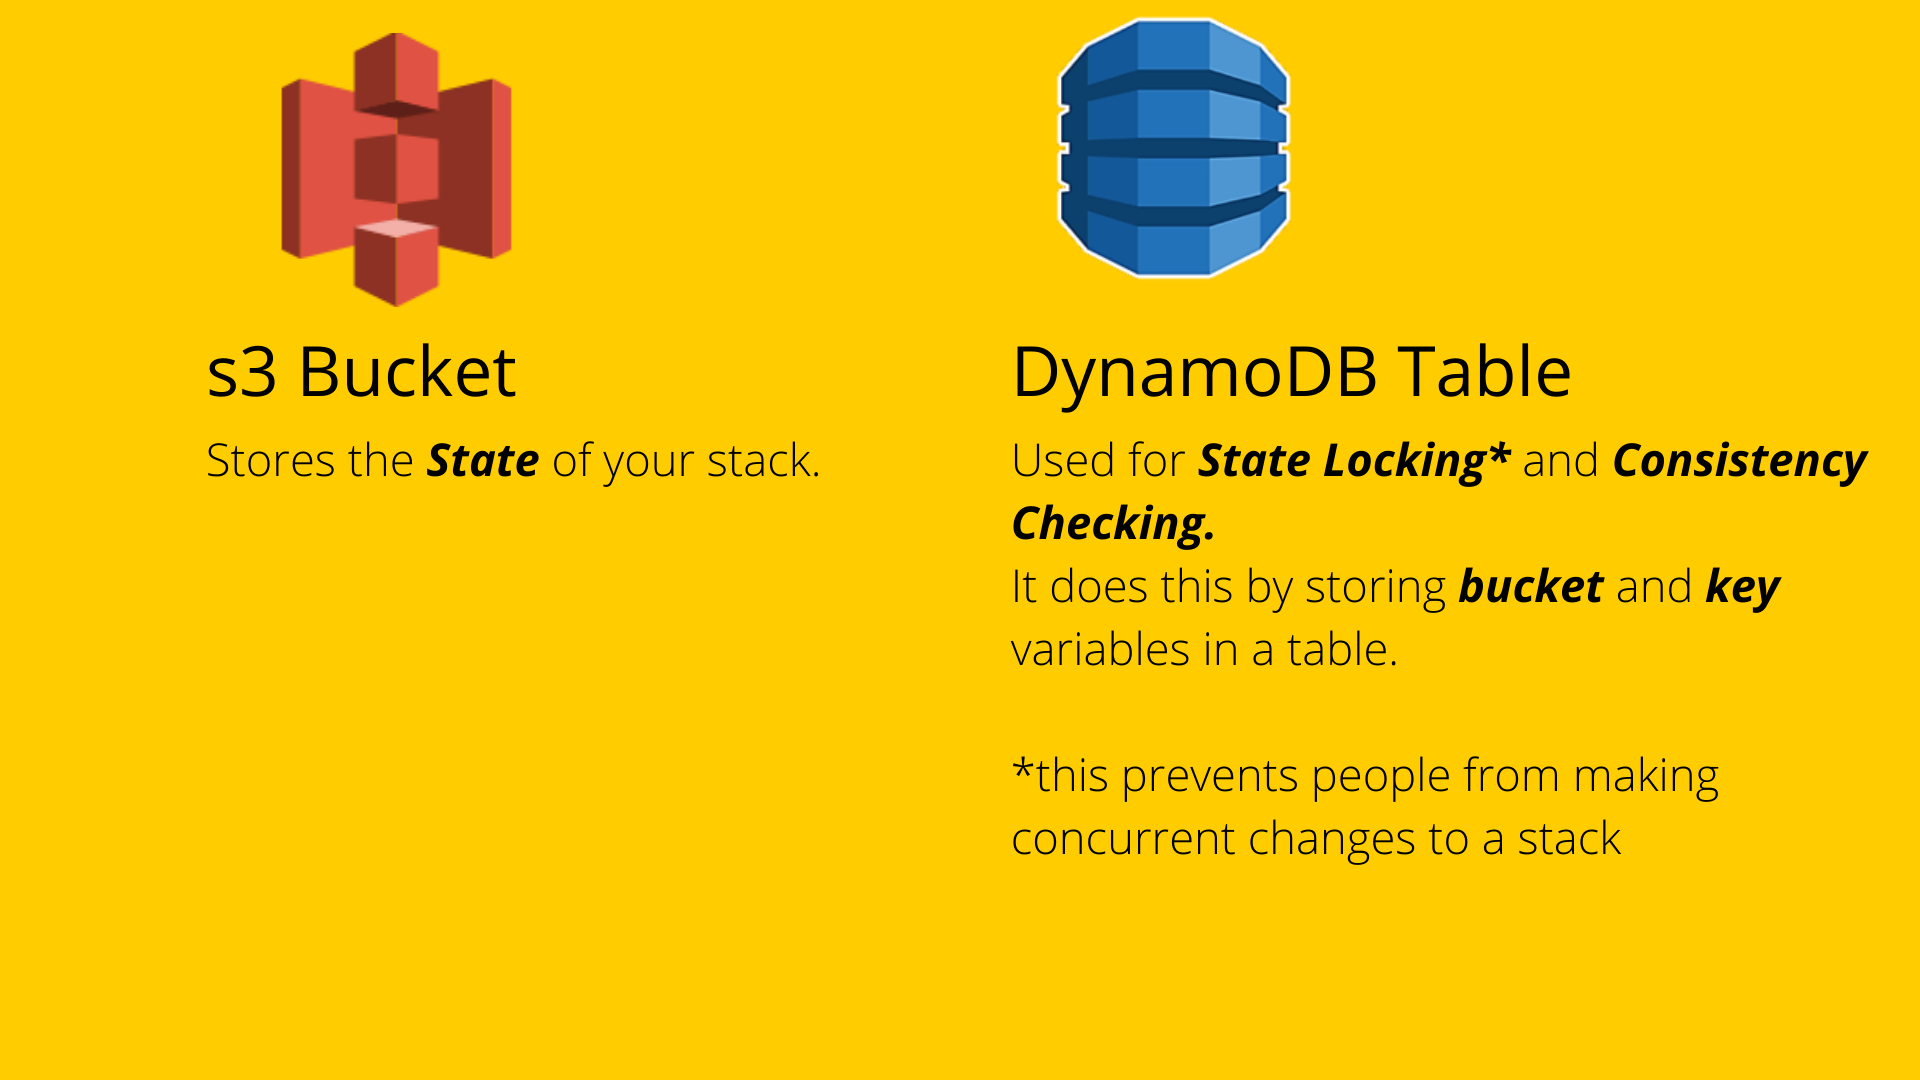 s3 Bucket
Stores the State of your stack.
DynamoDB Table
Used for State Locking* and Consistency
Checking.
It does this by storing bucket and key
variables in a table.
*this prevents people from making
concurrent changes to a stack